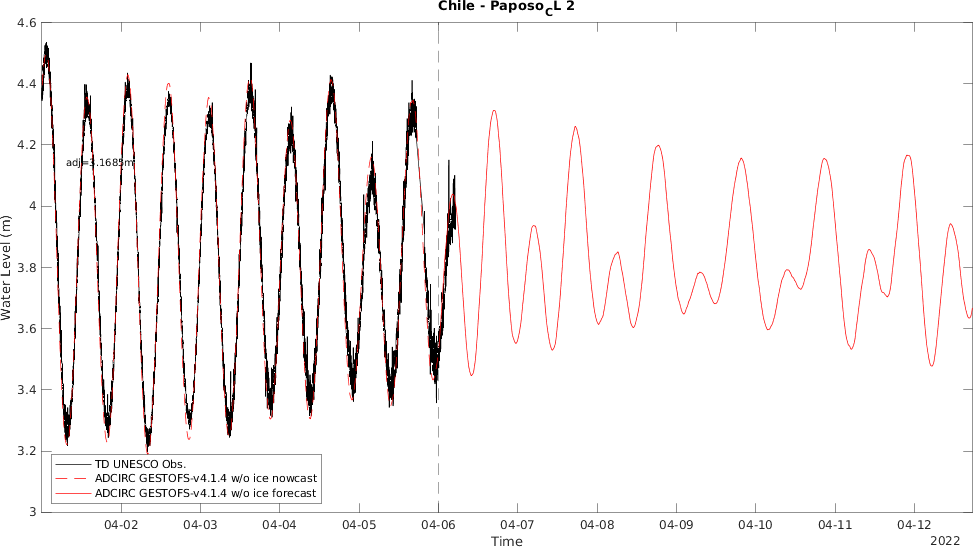 Chile - Paposo_CL 2
4.6
4.4
4.2
4
3.8
3.6
3.4
3.2
3
Water Level (m)
adj=3.1685m
TD UNESCO Obs.
ADCIRC GESTOFS-v4.1.4 w/o ice nowcast
ADCIRC GESTOFS-v4.1.4 w/o ice forecast
04-02 04-03 04-04 04-05 04-06 04-07 04-08 04-09 04-10 04-11 04-12
Time
2022